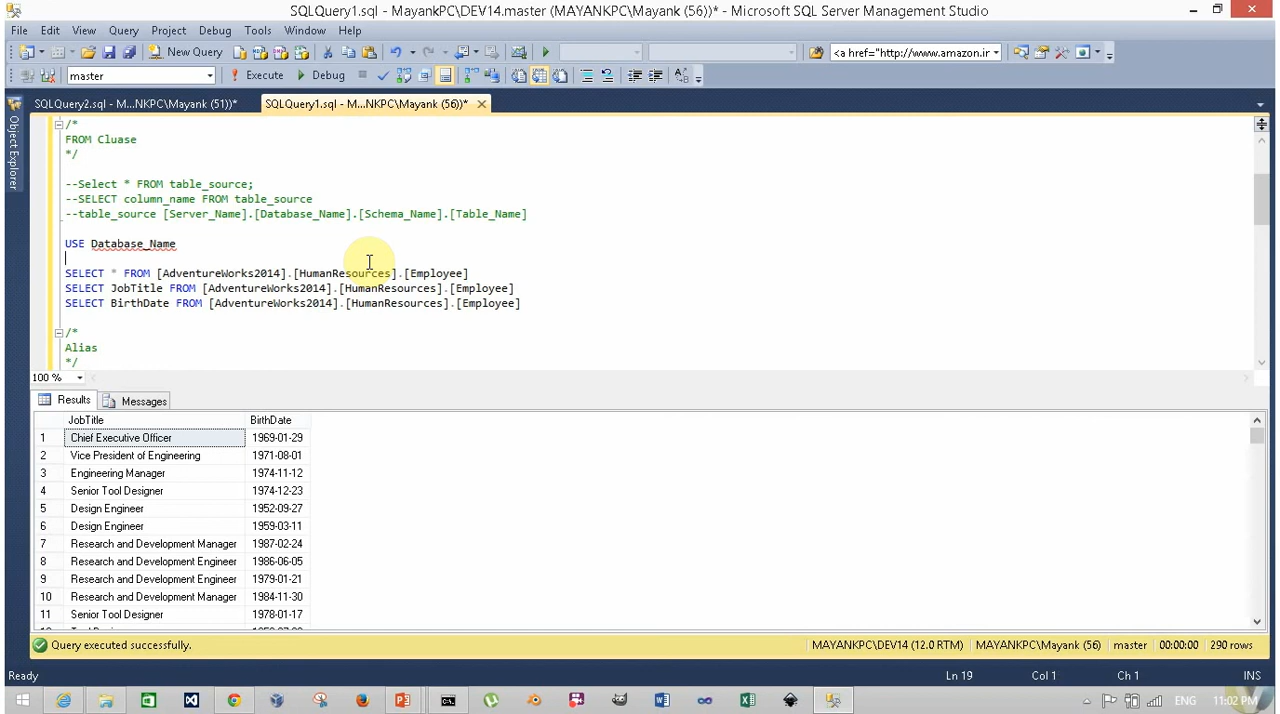 SQLQuery1.sql - MayankPC\DEV14.master (MAYANKPC\Mayank (56))* - Microsoft SQL Server Management Studio
File Edit View Query Project Debug Tools Window Help
New Query <a href="http://www.amazon.ir
master Execute Debug
SQLQuery2.sql - M...NKPC\Mayank (51))* SQLQuery1.sql - M...NKPC\Mayank (56))*
Object Explorer
/*
FROM Cluase
*/
--Select * FROM table_source;
--SELECT column_name FROM table_source
--table_source [Server_Name].[Database_Name].[Schema_Name].[Table_Name]
USE Database_Name
SELECT * FROM [AdventureWorks2014].[HumanResources].[Employee]
SELECT JobTitle FROM [AdventureWorks2014].[HumanResources].[Employee]
SELECT BirthDate FROM [AdventureWorks2014].[HumanResources].[Employee]
/*
Alias
*/
100 %
Results Messages
JobTitle BirthDate
1 Chief Executive Officer 1969-01-29
2 Vice President of Engineering 1971-08-01
3 Engineering Manager 1974-11-12
4 Senior Tool Designer 1974-12-23
5 Design Engineer 1952-09-27
6 Design Engineer 1959-03-11
7 Research and Development Manager 1987-02-24
8 Research and Development Engineer 1986-06-05
9 Research and Development Engineer 1979-01-21
10 Research and Development Manager 1984-11-30
11 Senior Tool Designer 1978-01-17
Query executed successfully. MAYANKPC\DEV14 (12.0 RTM) MAYANKPC\Mayank (56) master 00:00:00 290 rows
Ready Ln 19 Col 1 Ch 1 INS
ENG 11:02 PM